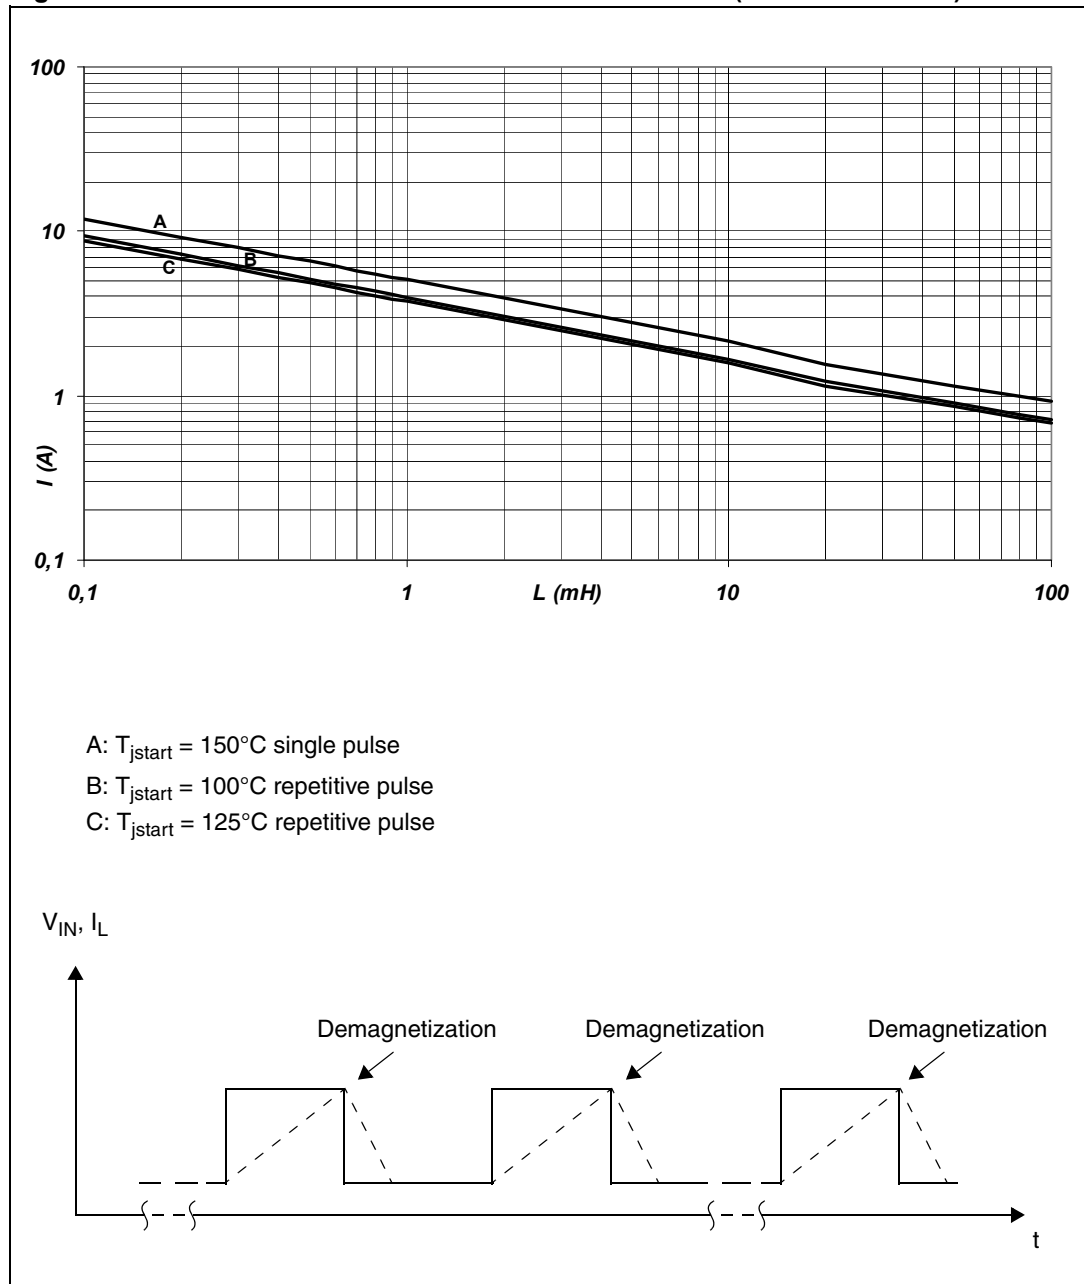 100
10
1
0,1
I (A)
A
B
C
0,1 1 L (mH) 10 100
A: Tjstart = 150°C single pulse
B: Tjstart = 100°C repetitive pulse
C: Tjstart = 125°C repetitive pulse
VIN, IL
Demagnetization Demagnetization Demagnetization
t